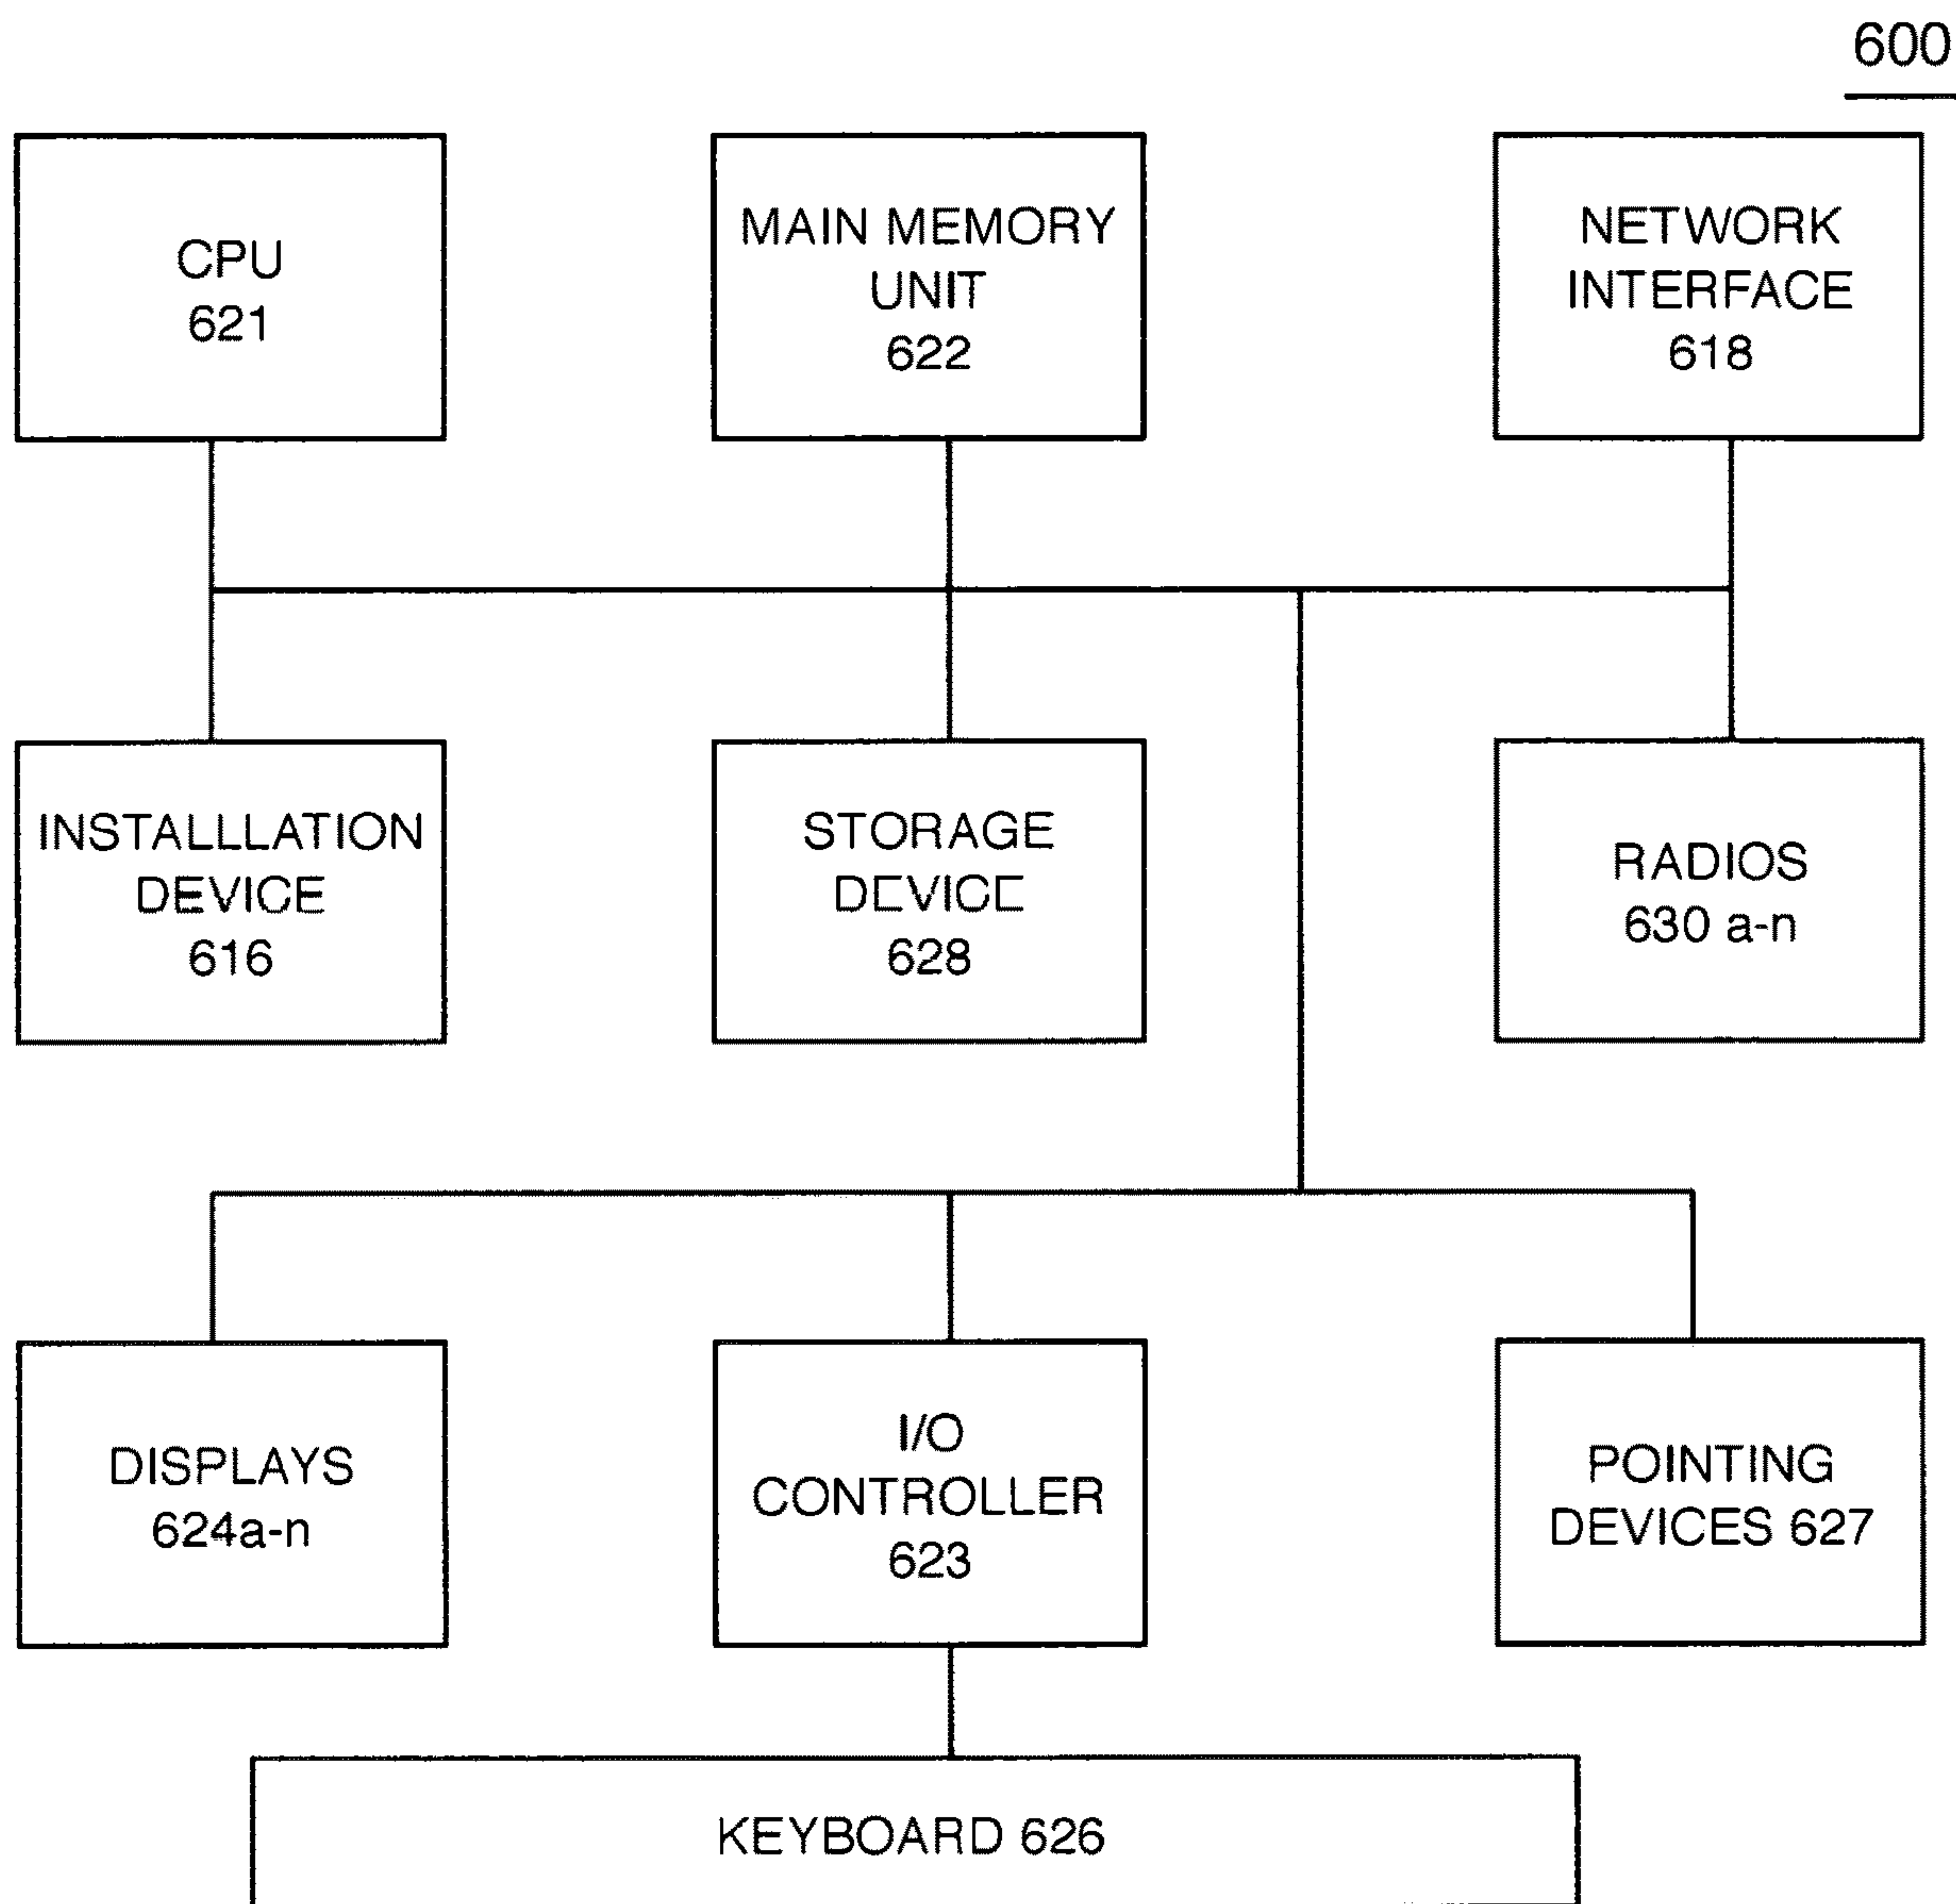 600
CPU
621
MAIN MEMORY
UNIT
622
NETWORK
INTERFACE
618
INSTALLLATION
DEVICE
616
STORAGE
DEVICE
628
RADIOS
630 a-n
DISPLAYS
624a-n
I/O
CONTROLLER
623
POINTING
DEVICES 627
KEYBOARD 626